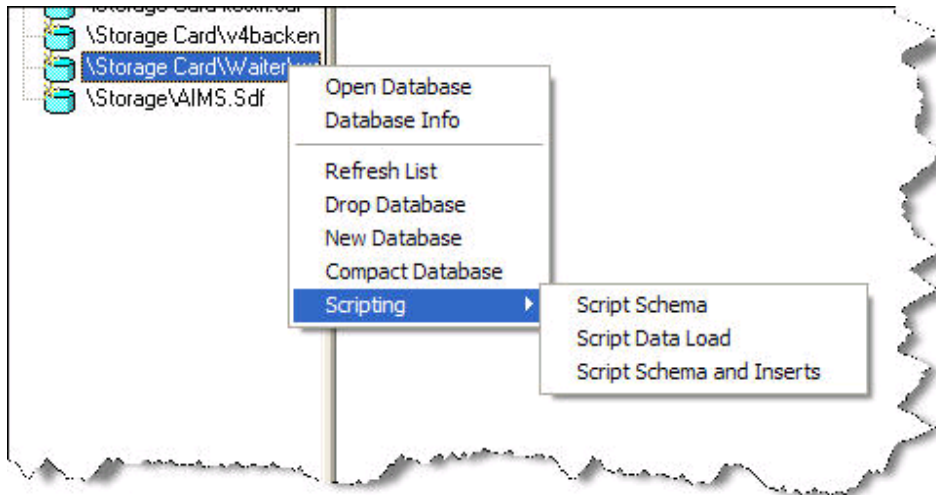 \Storage Card\v4backen
\Storage Card\Waiter\
\Storage\AIMS.Sdf
Open Database
Database Info
Refresh List
Drop Database
New Database
Compact Database
Scripting
Script Schema
Script Data Load
Script Schema and Inserts